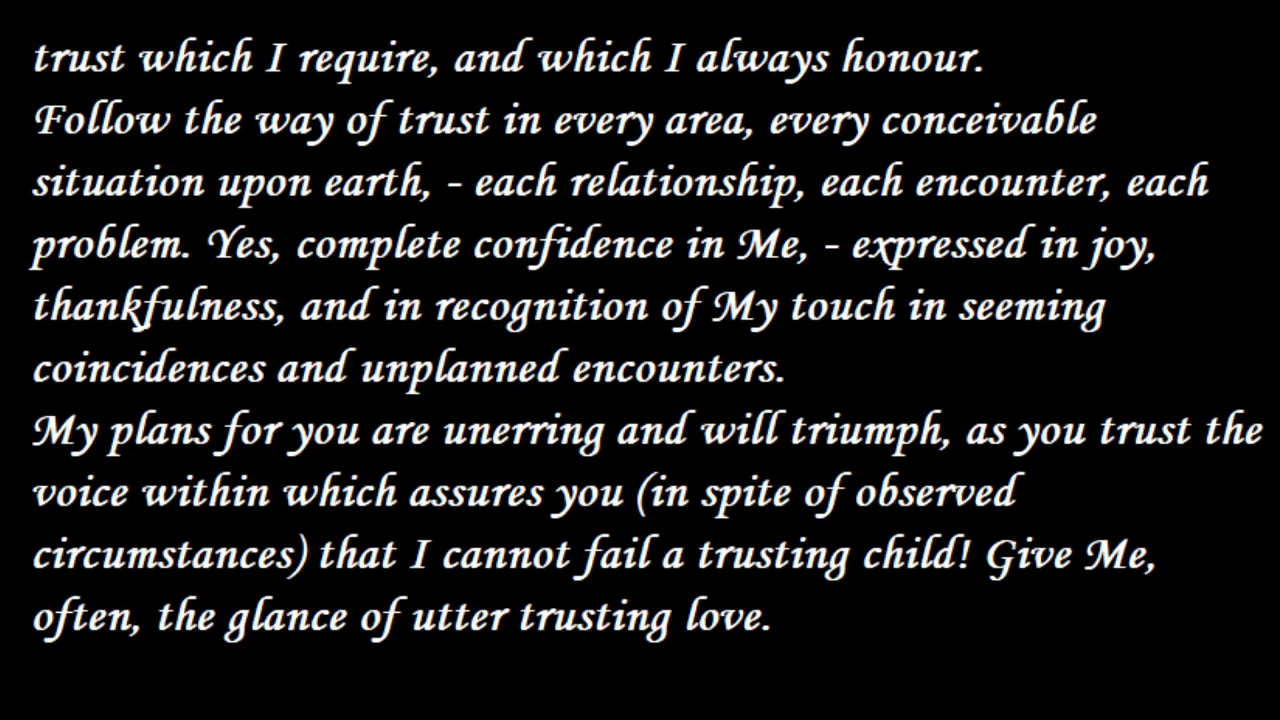 trust which I require, and which I always honour.
Follow the way of trust in every area, every conceivable
situation upon earth, - each relationship, each encounter, each
problem. Yes, complete confidence in Me, - expressed in joy,
thankfulness, and in recognition of My touch in seeming
coincidences and unplanned encounters.
My plans for you are unerring and will triumph, as you trust the
voice within which assures you (in spite of observed
circumstances) that I cannot fail a trusting child! Give Me,
often, the glance of utter trusting love.